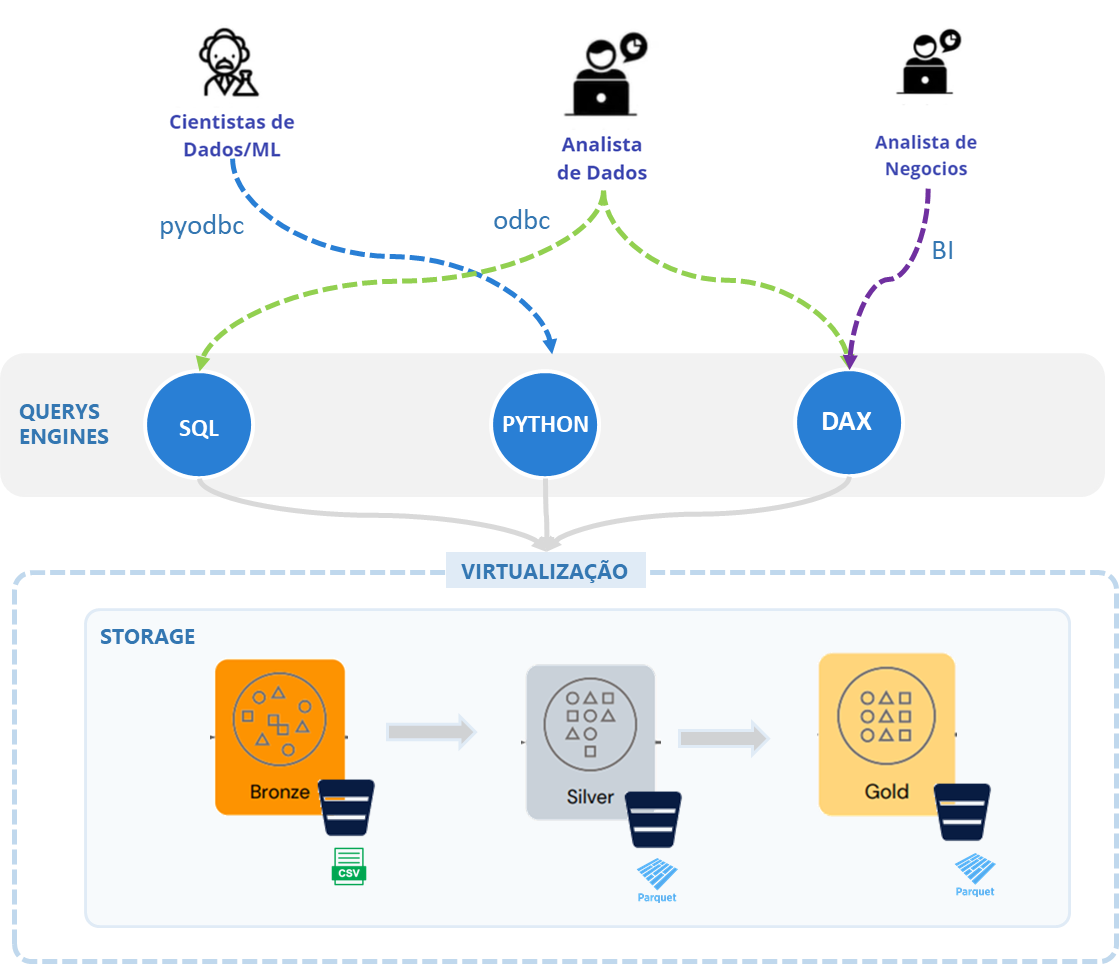 Cientistas de
Dados/ML
Analista
de Dados
Analista de
Negocios
pyodbc
odbc
BI
QUERYS
ENGINES
SQL
PYTHON
DAX
VIRTUALIZAÇÃO
STORAGE
Bronze
Silver
Gold
CSV
Parquet
Parquet